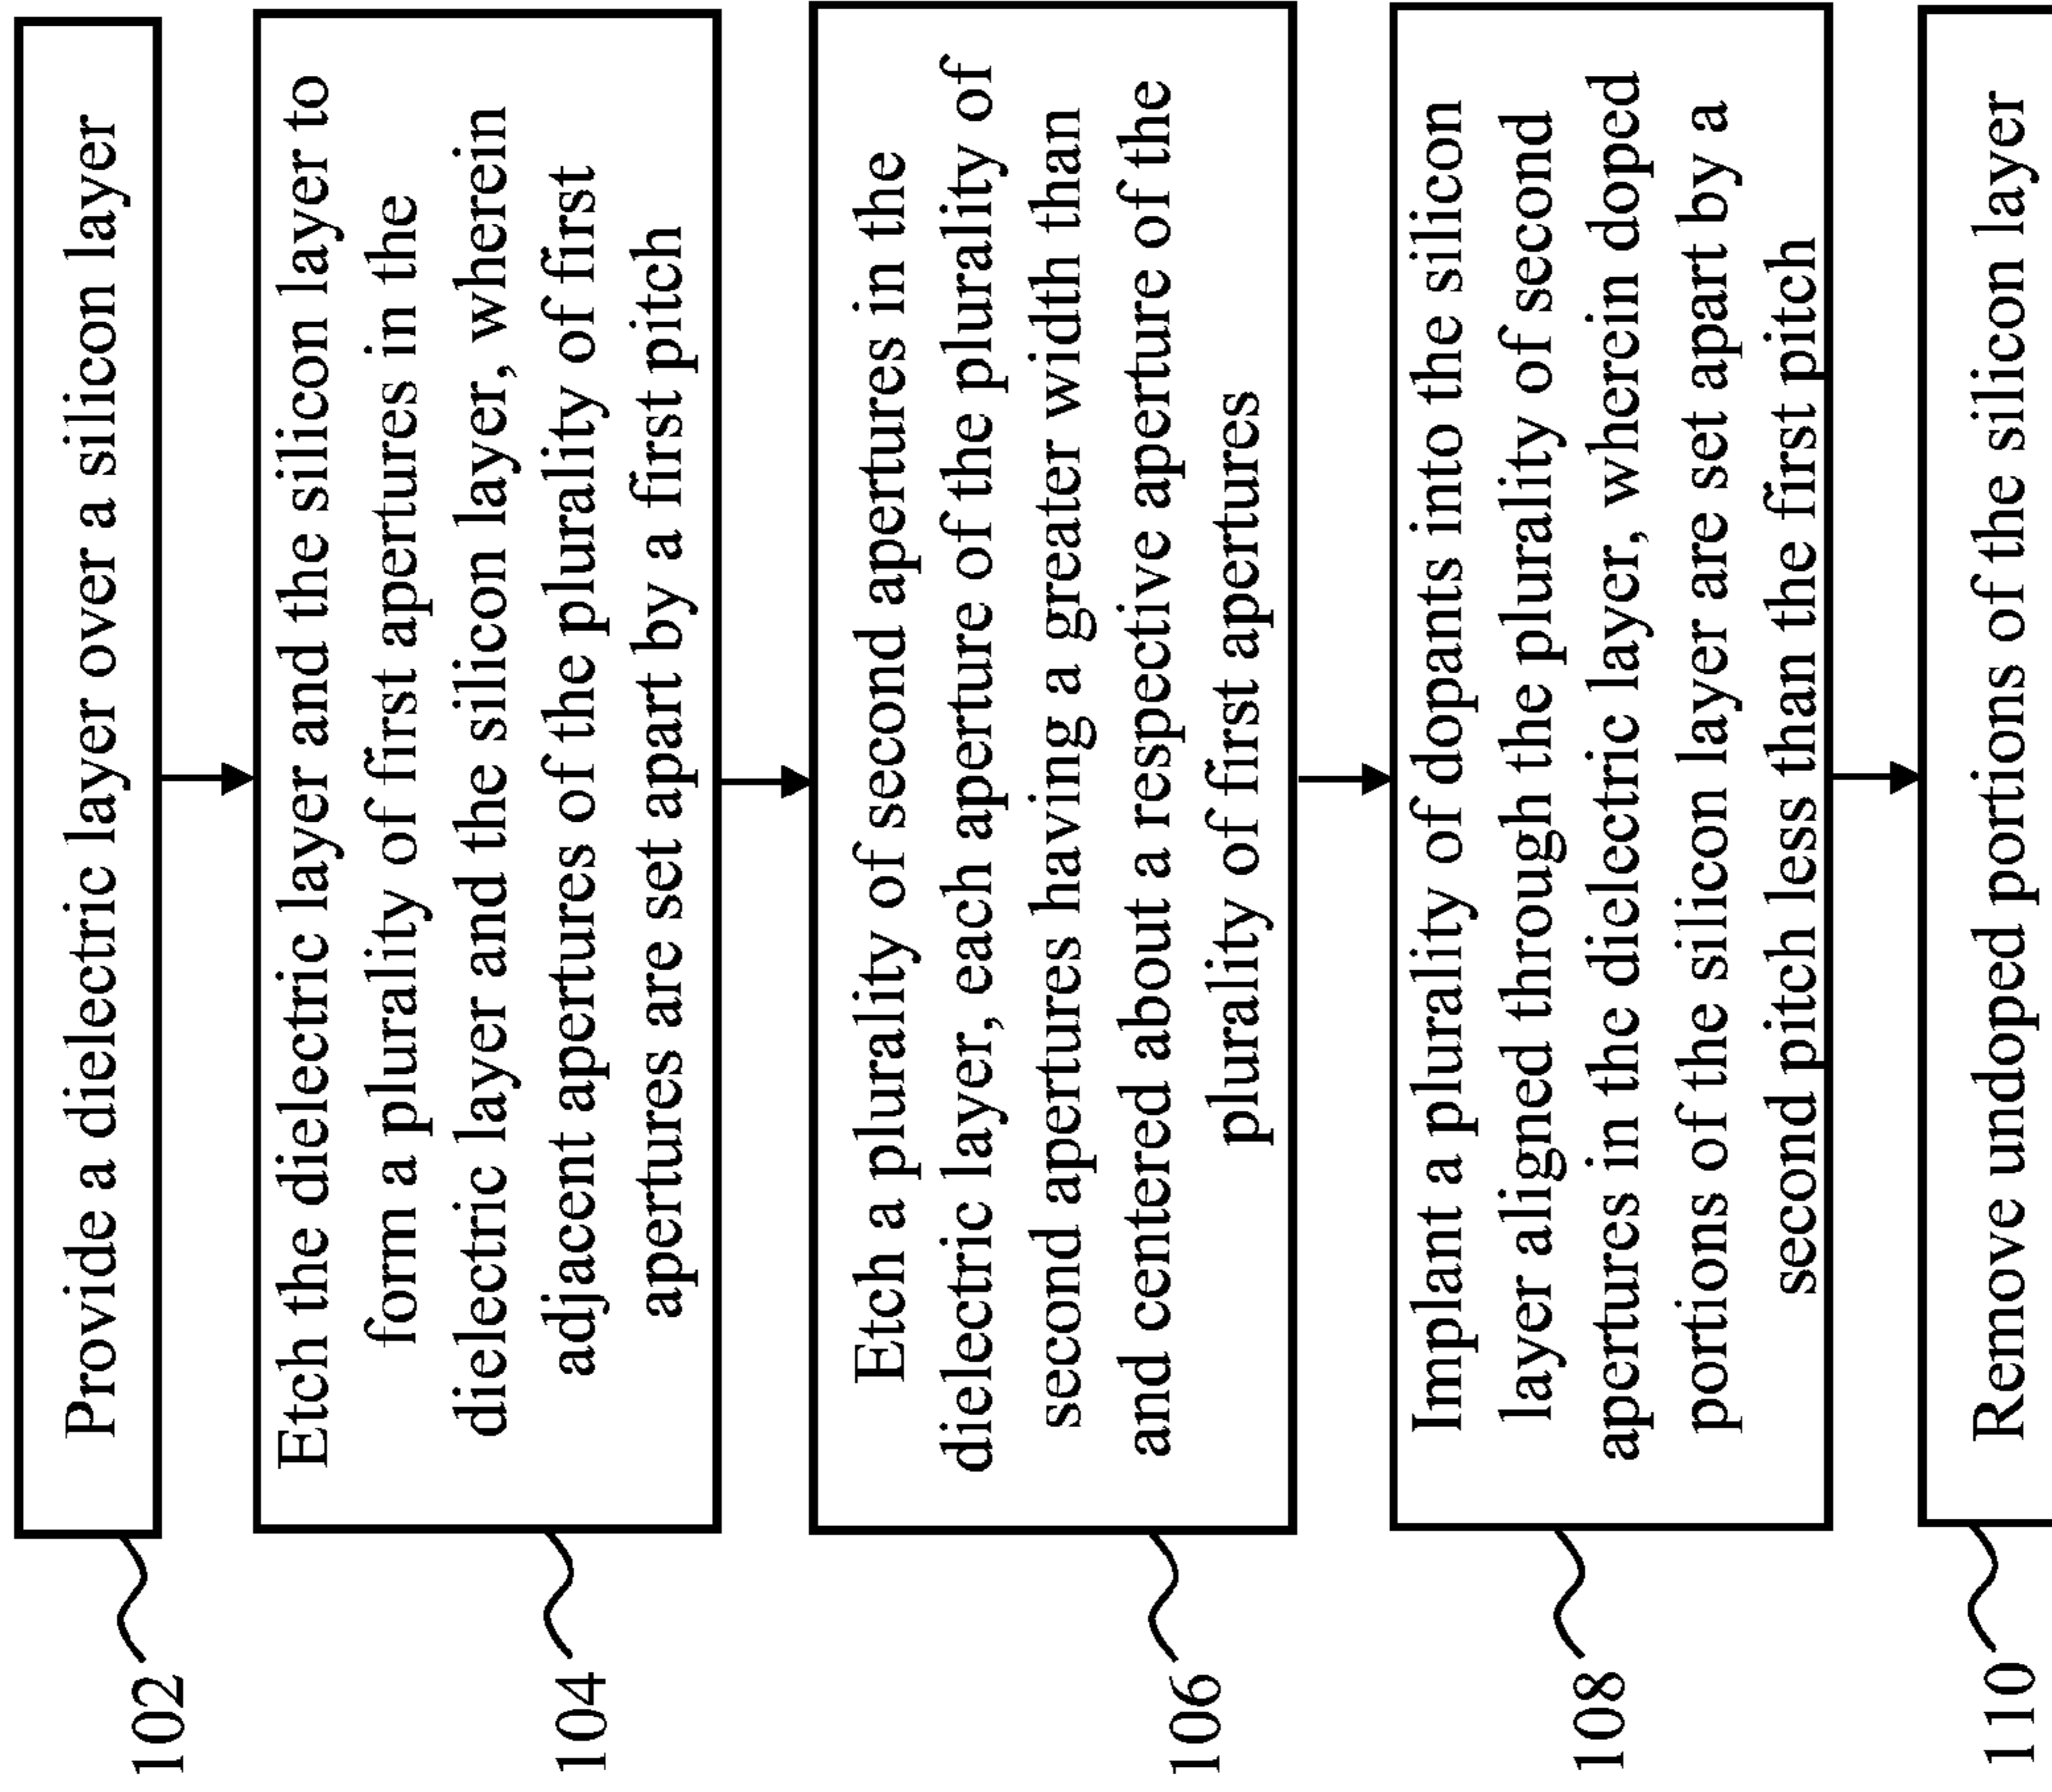 Provide a dielectric layer over a silicon layer
102
Etch the dielectric layer and the silicon layer to
form a plurality of first apertures in the
dielectric layer and the silicon layer, wherein
adjacent apertures of the plurality of first
apertures are set apart by a first pitch
104
Etch a plurality of second apertures in the
dielectric layer, each aperture of the plurality of
second apertures having a greater width than
and centered about a respective aperture of the
plurality of first apertures
106
Implant a plurality of dopants into the silicon
layer aligned through the plurality of second
apertures in the dielectric layer, wherein doped
portions of the silicon layer are set apart by a
second pitch less than the first pitch
108
Remove undoped portions of the silicon layer
110